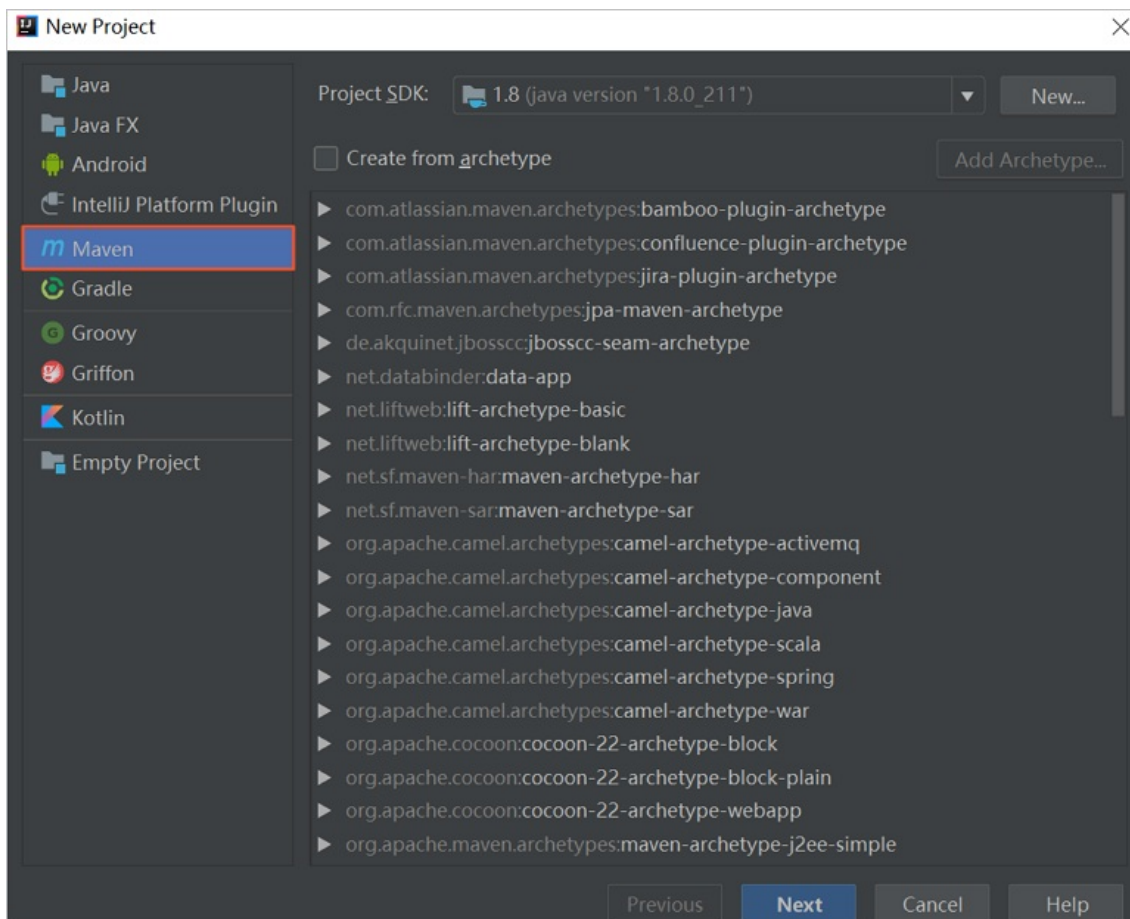 New Project
Java
Java FX
Android
IntelliJ Platform Plugin
Maven
Gradle
Groovy
Griffon
Kotlin
Empty Project
Project SDK: 1.8 (java version "1.8.0_211") New...
Create from archetype Add Archetype...
com.atlassian.maven.archetypes:bamboo-plugin-archetype
com.atlassian.maven.archetypes:confluence-plugin-archetype
com.atlassian.maven.archetypes:jira-plugin-archetype
com.rfc.maven.archetypes:jpa-maven-archetype
de.akquinet.jbosscc:jbosscc-seam-archetype
net.databinder:data-app
net.liftweb:lift-archetype-basic
net.liftweb:lift-archetype-blank
net.sf.maven-har:maven-archetype-har
net.sf.maven-sar:maven-archetype-sar
org.apache.camel.archetypes:camel-archetype-activemq
org.apache.camel.archetypes:camel-archetype-component
org.apache.camel.archetypes:camel-archetype-java
org.apache.camel.archetypes:camel-archetype-scala
org.apache.camel.archetypes:camel-archetype-spring
org.apache.camel.archetypes:camel-archetype-war
org.apache.cocoon:cocoon-22-archetype-block
org.apache.cocoon:cocoon-22-archetype-block-plain
org.apache.cocoon:cocoon-22-archetype-webapp
org.apache.maven.archetypes:maven-archetype-j2ee-simple
Previous Next Cancel Help